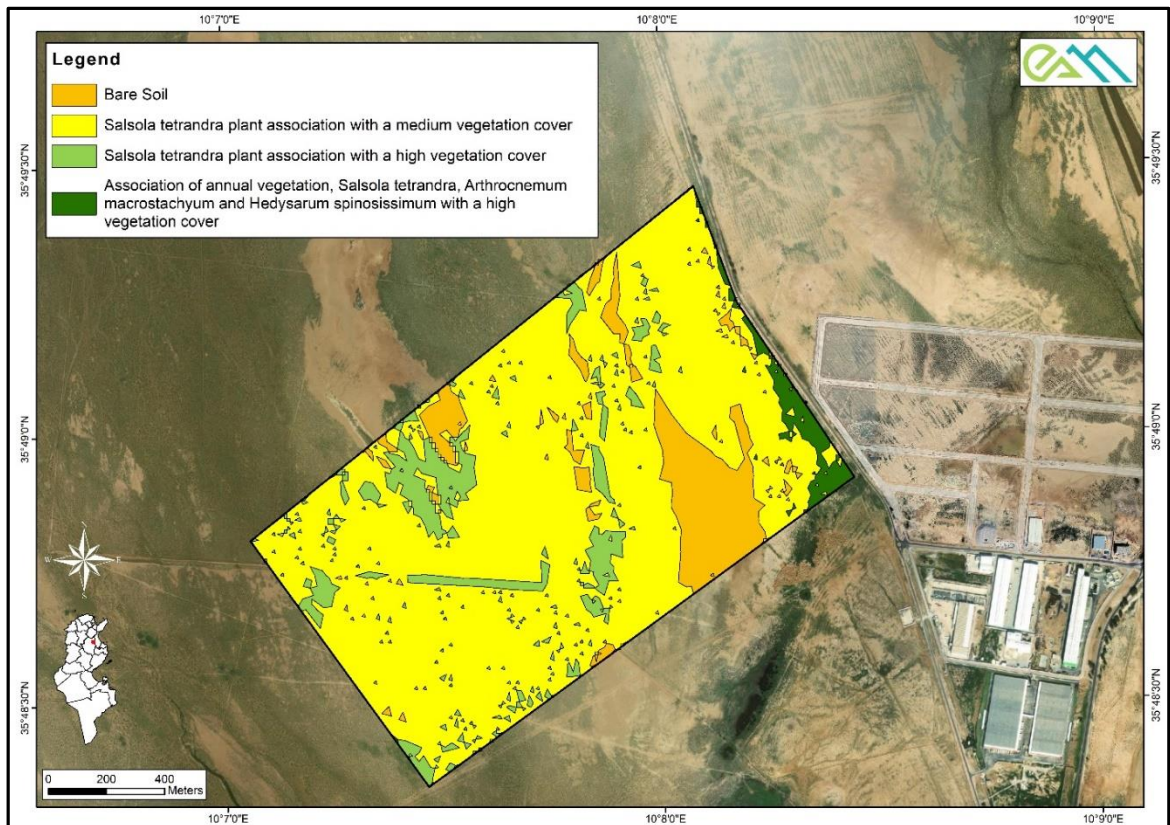 10°7'0"E
10°8'0"E
10°9'0"E
Legend
Bare Soil
Salsola tetrandra plant association with a medium vegetation cover
Salsola tetrandra plant association with a high vegetation cover
Association of annual vegetation, Salsola tetrandra, Arthrocnemum
macrostachyum and Hedysarum spinosissimum with a high
vegetation cover
eam
35°49'30"N
35°49'30"N
35°49'0"N
35°49'0"N
N
W
E
S
35°48'30"N
35°48'30"N
0 200 400
Meters
10°7'0"E
10°8'0"E
10°9'0"E